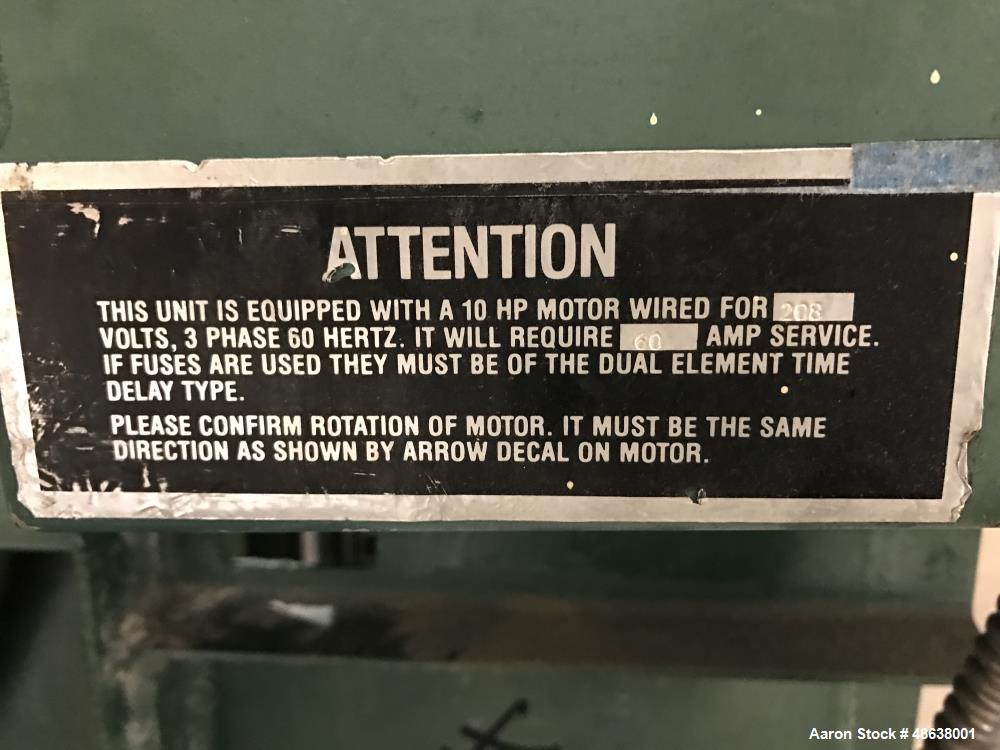 ATTENTION
THIS UNIT IS EQUIPPED WITH A 10 HP MOTOR WIRED FOR 208
VOLTS, 3 PHASE 60 HERTZ. IT WILL REQUIRE 60 AMP SERVICE.
IF FUSES ARE USED THEY MUST BE OF THE DUAL ELEMENT TIME
DELAY TYPE.
PLEASE CONFIRM ROTATION OF MOTOR. IT MUST BE THE SAME
DIRECTION AS SHOWN BY ARROW DECAL ON MOTOR.
Aaron Stock # 48638001